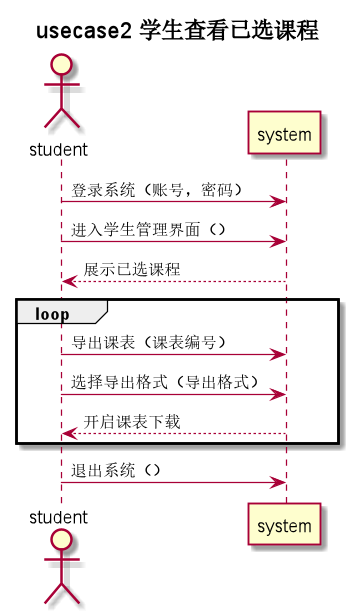 usecase2 学生查看已选课程
student
system
登录系统（账号，密码）
进入学生管理界面（）
展示已选课程
loop
导出课表（课表编号）
选择导出格式（导出格式）
开启课表下载
退出系统（）
student
system